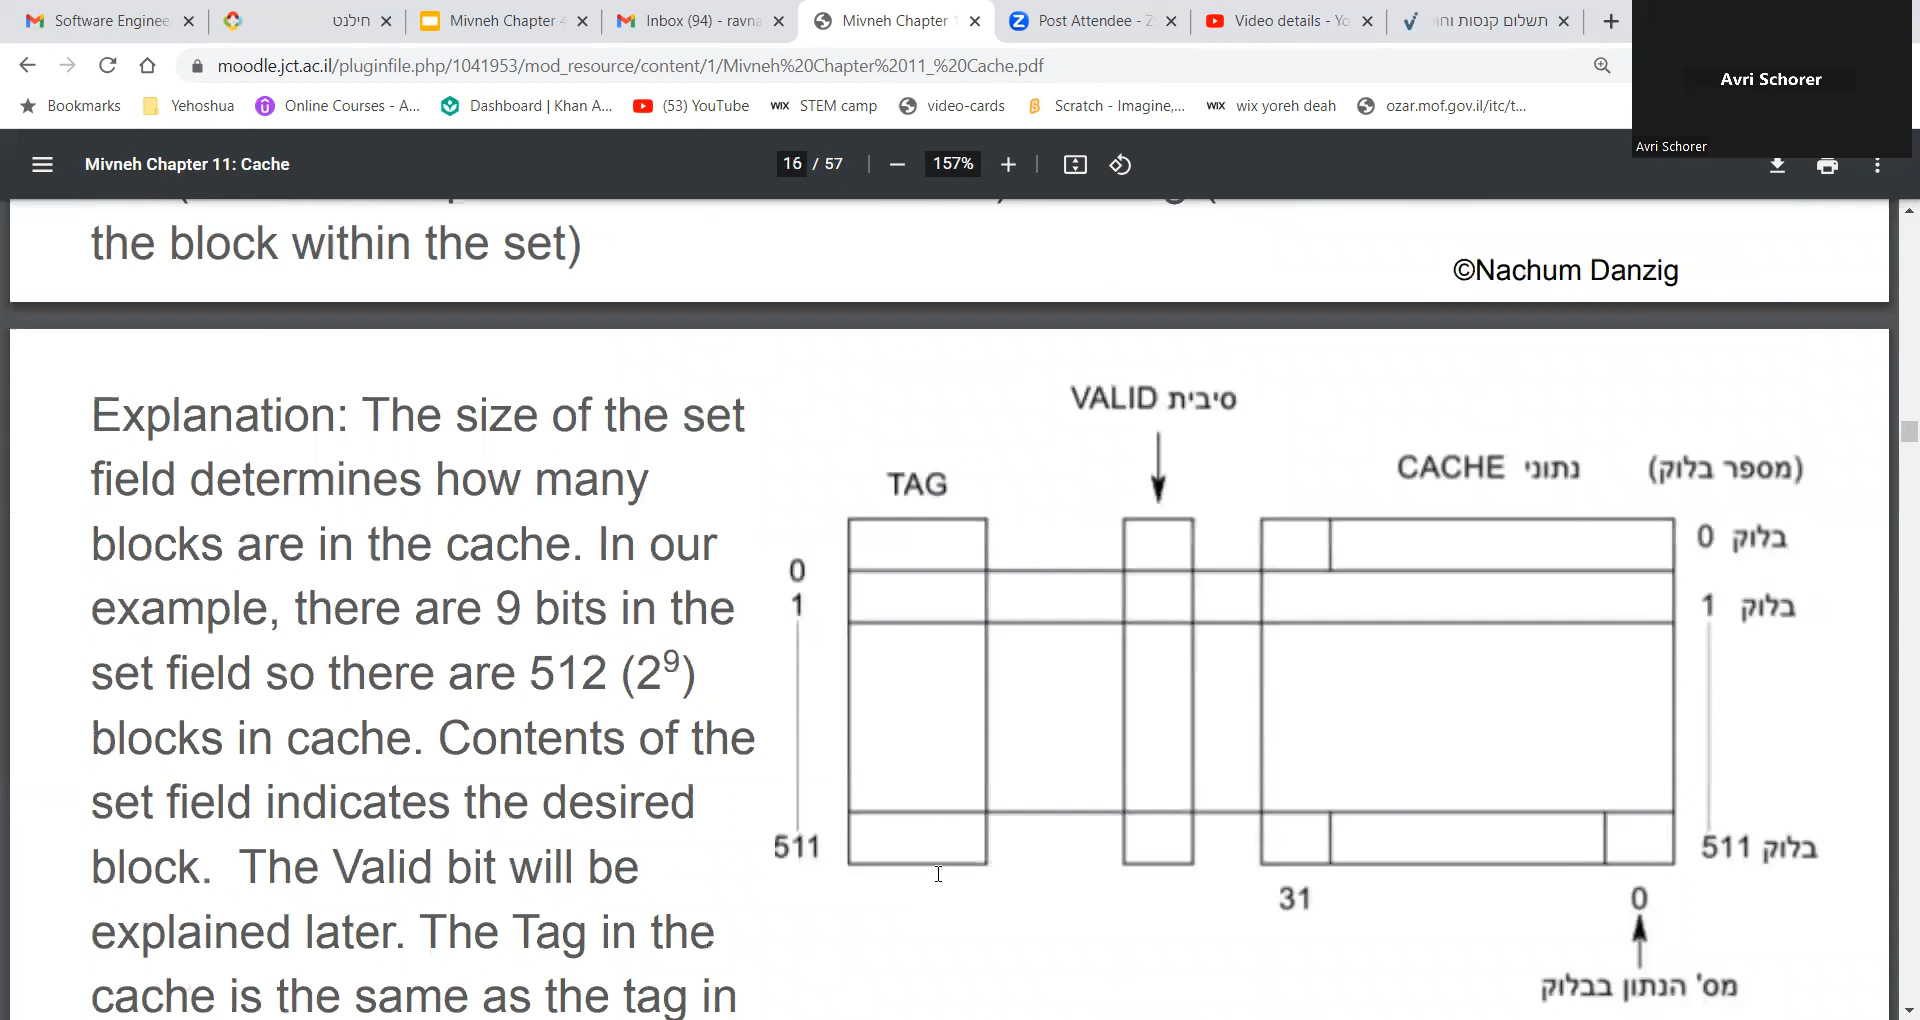 Software Enginee
חילנט
Mivneh Chapter
Inbox (94) - ravna
Mivneh Chapter
Post Attendee - Z
Video details - Yo
תשלום קנסות וחו
moodle.jct.ac.il/pluginfile.php/1041953/mod_resource/content/1/Mivneh%20Chapter%2011_%20Cache.pdf
Avri Schorer
Bookmarks
Yehoshua
Online Courses - A...
Dashboard | Khan A...
(53) YouTube
WIX STEM camp
video-cards
Scratch - Imagine,...
WIX wix yoreh deah
ozar.mof.gov.il/itc/t...
Avri Schorer
Mivneh Chapter 11: Cache
16 / 57
157%
the block within the set)
©Nachum Danzig
Explanation: The size of the set
field determines how many
blocks are in the cache. In our
example, there are 9 bits in the
set field so there are 512 (2⁹)
blocks in cache. Contents of the
set field indicates the desired
block. The Valid bit will be
explained later. The Tag in the
cache is the same as the tag in
סיבית VALID
TAG
נתוני CACHE
(מספר בלוק)
בלוק 0
0
1
בלוק 1
511
בלוק 511
31
0
מס' הנתון בבלוק